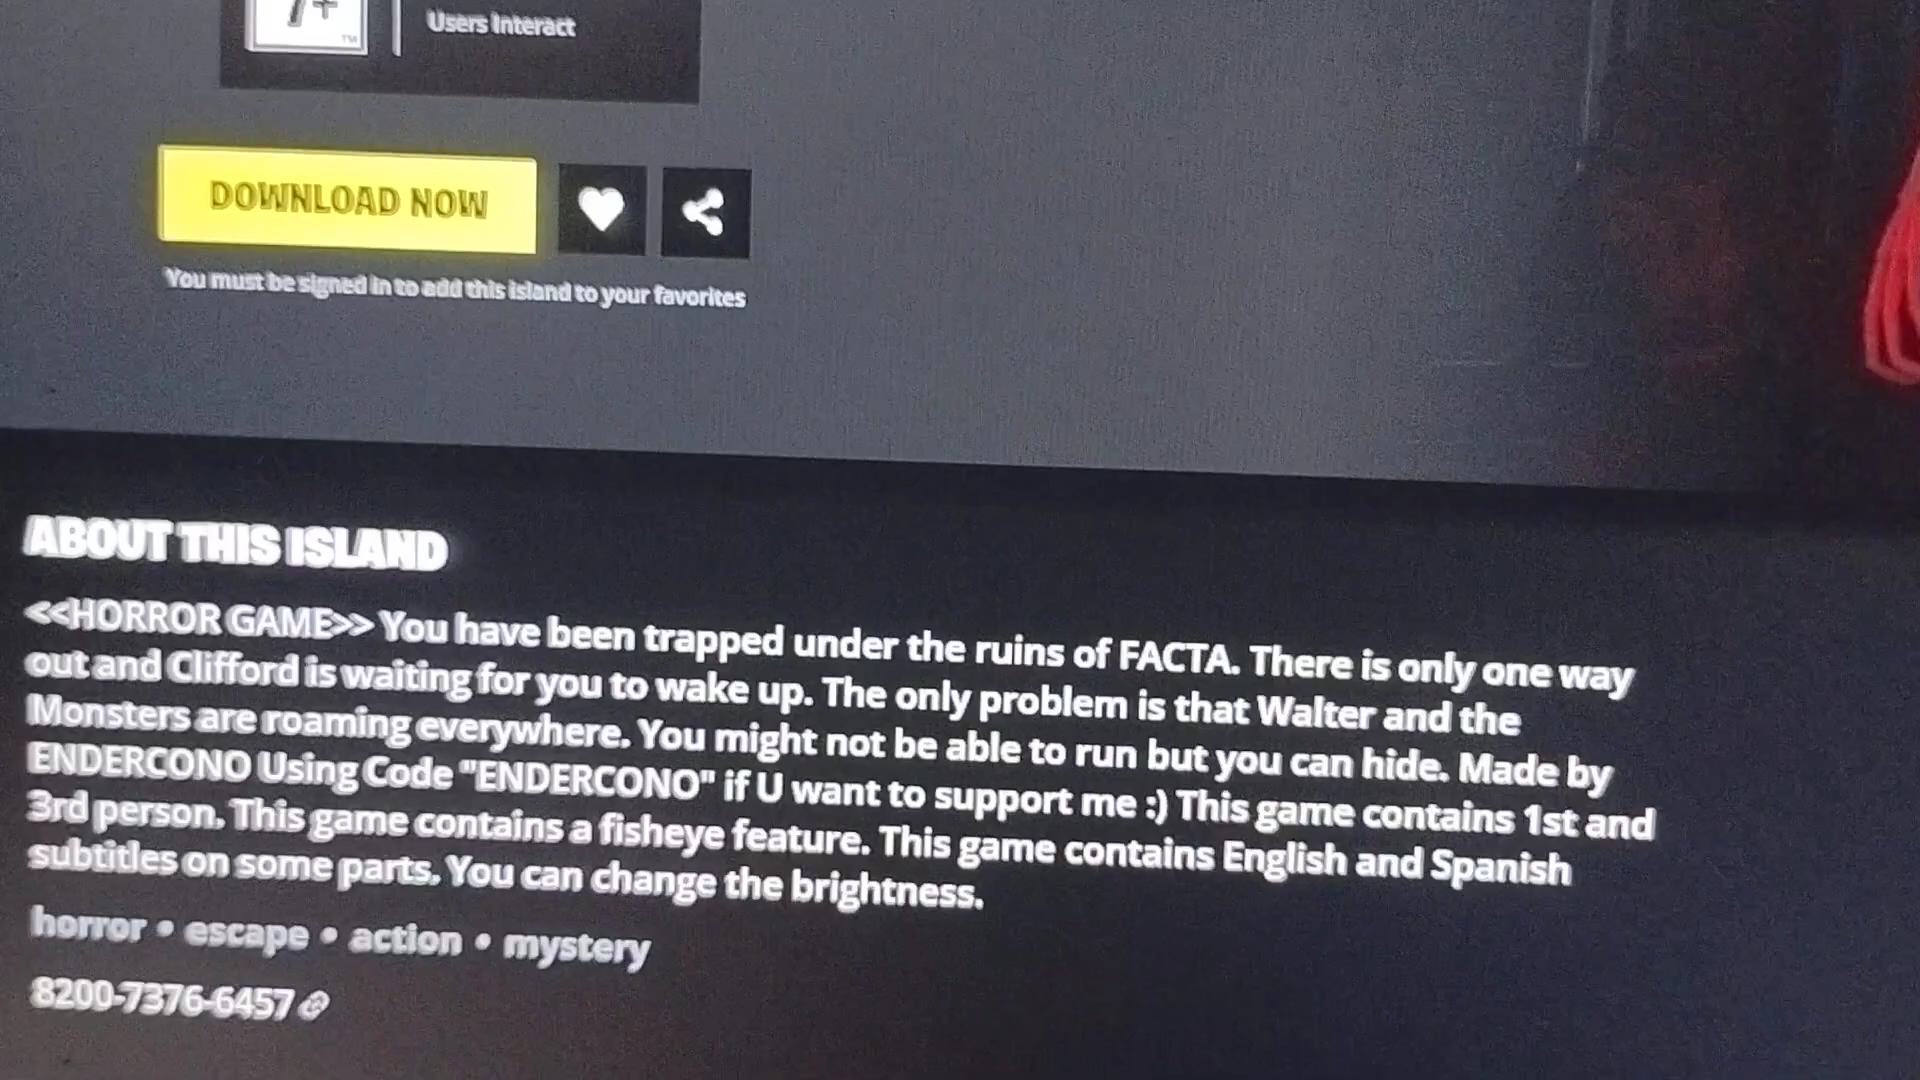 7+
TM
Users Interact
DOWNLOAD NOW
You must be signed in to add this island to your favorites
ABOUT THIS ISLAND
<<HORROR GAME>> You have been trapped under the ruins of FACTA. There is only one way
out and Clifford is waiting for you to wake up. The only problem is that Walter and the
Monsters are roaming everywhere. You might not be able to run but you can hide. Made by
ENDERCONO Using Code "ENDERCONO" if U want to support me :) This game contains 1st and
3rd person. This game contains a fisheye feature. This game contains English and Spanish
subtitles on some parts. You can change the brightness.
horror • escape • action • mystery
8200-7376-6457